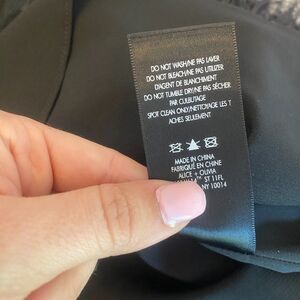 DO NOT WASH/NE PAS LAVER
DO NOT BLEACH/NE PAS UTILIZER
D'AGENT DE BLANCHIMENT
DO NOT TUMBLE DRY/NE PAS SÉCHER
PAR CULBUTAGE
SPOT CLEAN ONLY/NETTOYAGE LES T
ACHES SEULEMENT
MADE IN CHINA
FABRIQUÉ EN CHINE
ALICE + OLIVIA
ST 11FL
NY 10014